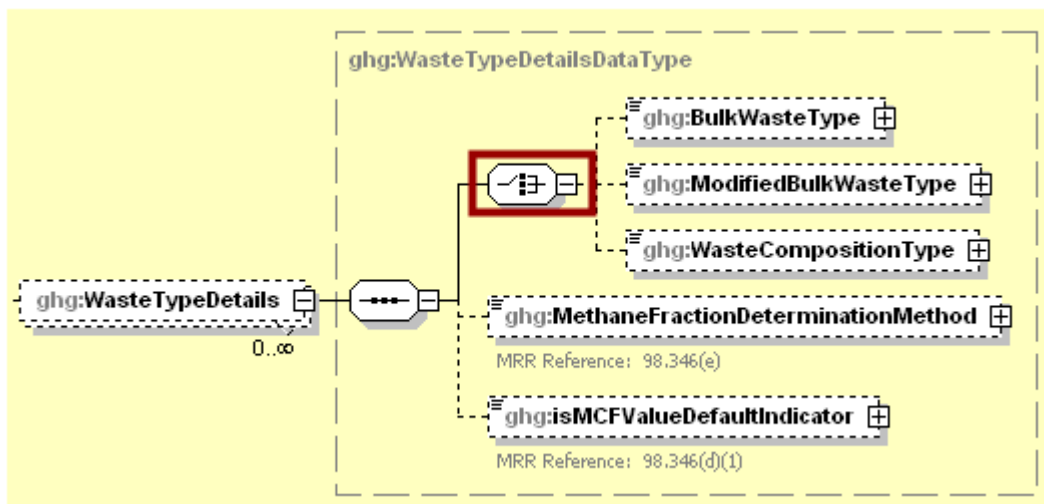 ghg:WasteTypeDetailsDataType
ghg:BulkWasteType
ghg:ModifiedBulkWasteType
ghg:WasteCompositionType
ghg:WasteTypeDetails
0..∞
ghg:MethaneFractionDeterminationMethod
MRR Reference: 98.346(e)
ghg:isMCFValueDefaultIndicator
MRR Reference: 98.346(d)(1)